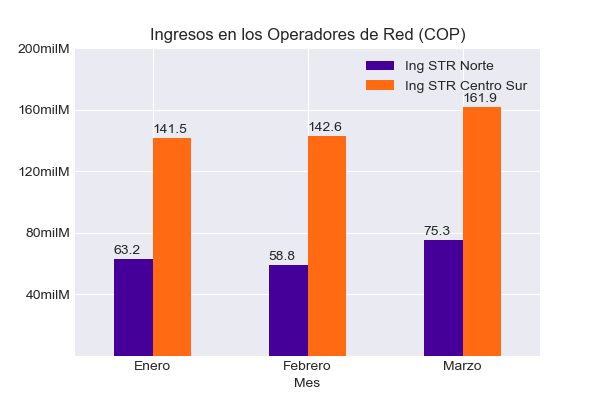 Ingresos en los Operadores de Red (COP)
200milM
160milM
120milM
80milM
40milM
Ing STR Norte
Ing STR Centro Sur
63.2
141.5
58.8
142.6
75.3
161.9
Enero
Febrero
Marzo
Mes